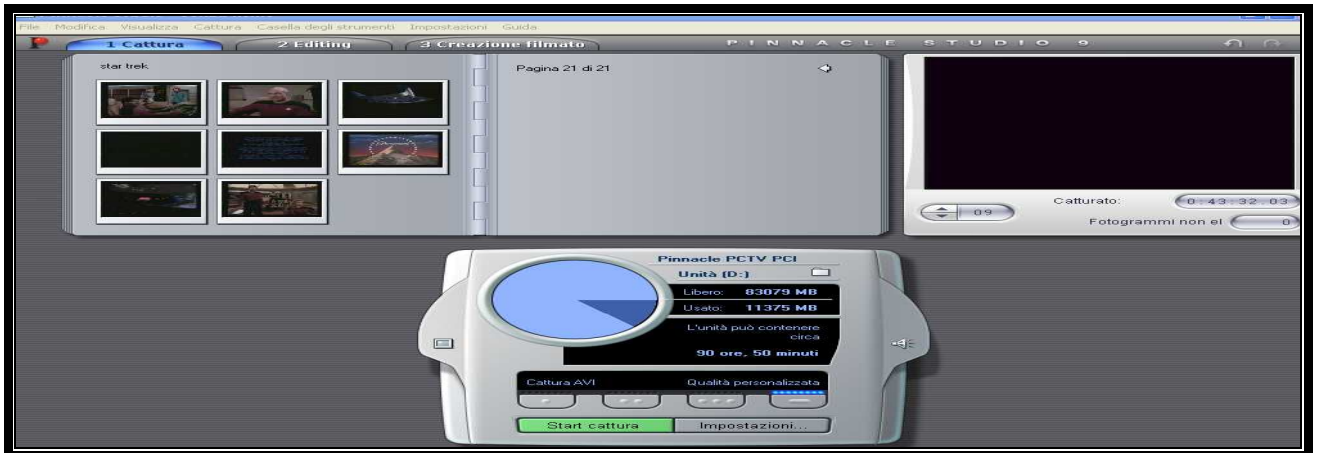 File Modifica Visualizza Cattura Casella degli strumenti Impostazioni Guida
1 Cattura 2 Editing 3 Creazione filmato PINNACLE STUDIO 9
star trek
Pagina 21 di 21
Catturato: 0:43:32.03
09
Fotogrammi non el 0
Pinnacle PCTV PCI
Unità (D:)
Libero: 83079 MB
Usato: 11375 MB
L'unità può contenere
circa
90 ore, 50 minuti
Cattura AVI Qualità personalizzata
Start cattura Impostazioni...